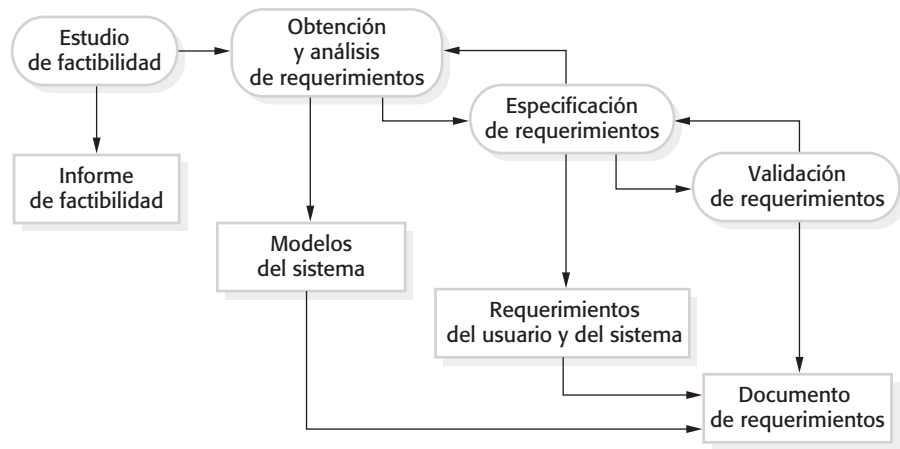 Estudio
de factibilidad
Obtención
y análisis
de requerimientos
Especificación
de requerimientos
Validación
de requerimientos
Informe
de factibilidad
Modelos
del sistema
Requerimientos
del usuario y del sistema
Documento
de requerimientos